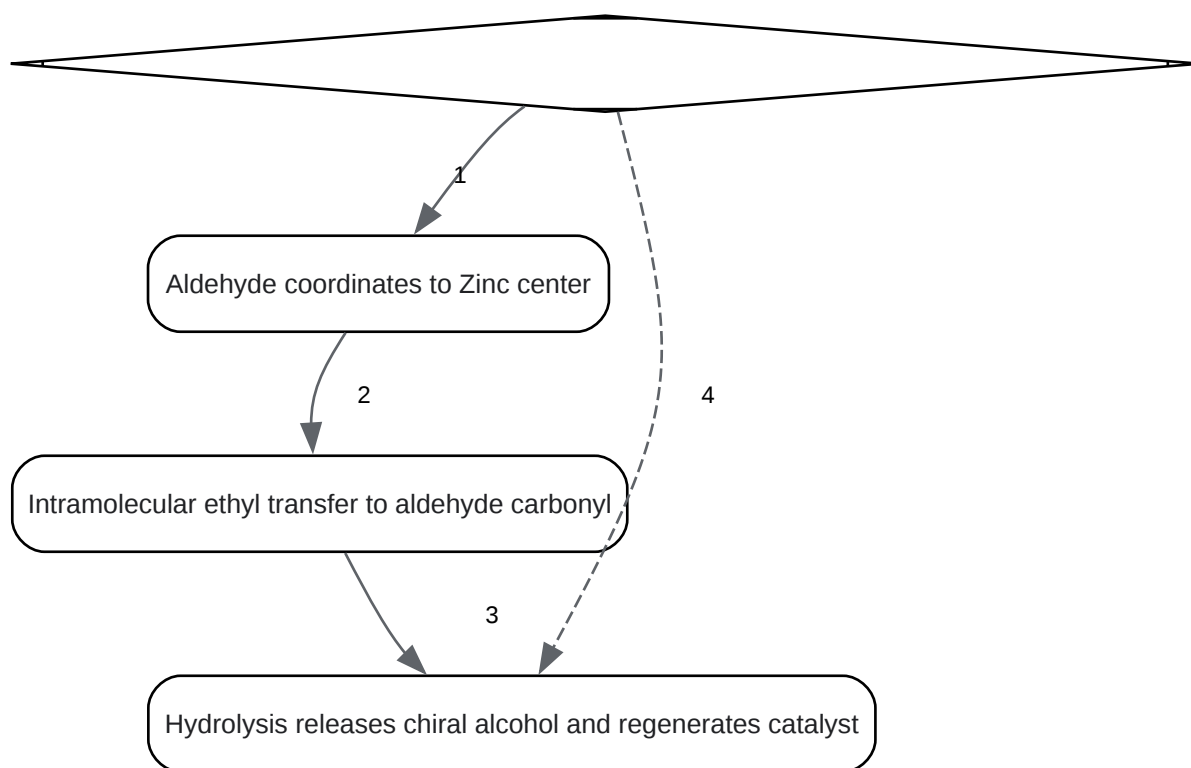 1
Aldehyde coordinates to Zinc center
2
4
Intramolecular ethyl transfer to aldehyde carbonyl
3
Hydrolysis releases chiral alcohol and regenerates catalyst